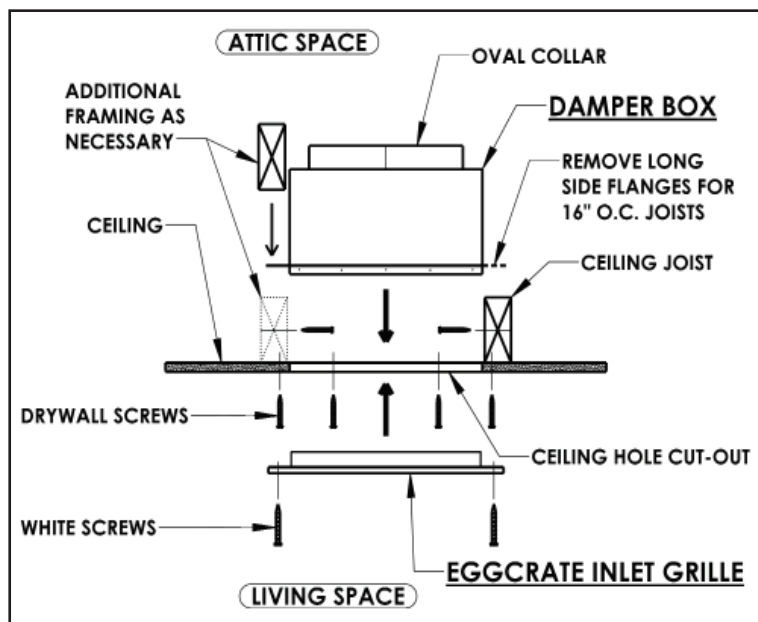 ATTIC SPACE
OVAL COLLAR
ADDITIONAL
FRAMING AS
NECESSARY
DAMPER BOX
REMOVE LONG
SIDE FLANGES FOR
16" O.C. JOISTS
CEILING
CEILING JOIST
DRYWALL SCREWS
CEILING HOLE CUT-OUT
WHITE SCREWS
EGGCRATE INLET GRILLE
LIVING SPACE